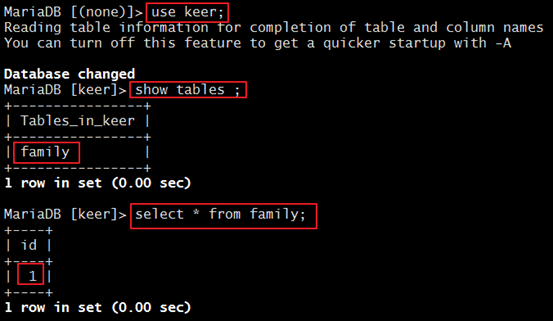 MariaDB [(none)]> use keer;
Reading table information for completion of table and column names
You can turn off this feature to get a quicker startup with -A
Database changed
MariaDB [keer]> show tables ;
+----------------+
| Tables_in_keer |
+----------------+
| family         |
+----------------+
1 row in set (0.00 sec)
MariaDB [keer]> select * from family;
+----+
| id |
+----+
|  1 |
+----+
1 row in set (0.00 sec)